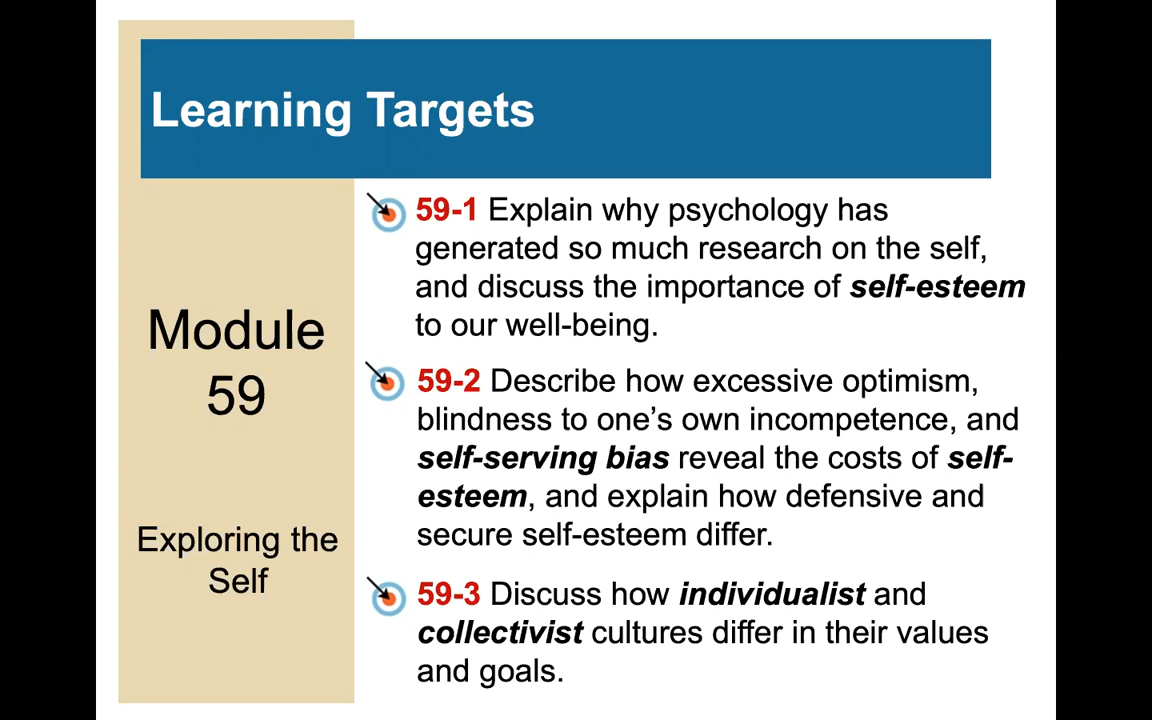 Learning Targets
Module
59
Exploring the
Self
59-1 Explain why psychology has
generated so much research on the self,
and discuss the importance of self-esteem
to our well-being.
59-2 Describe how excessive optimism,
blindness to one’s own incompetence, and
self-serving bias reveal the costs of self-
esteem, and explain how defensive and
secure self-esteem differ.
59-3 Discuss how individualist and
collectivist cultures differ in their values
and goals.